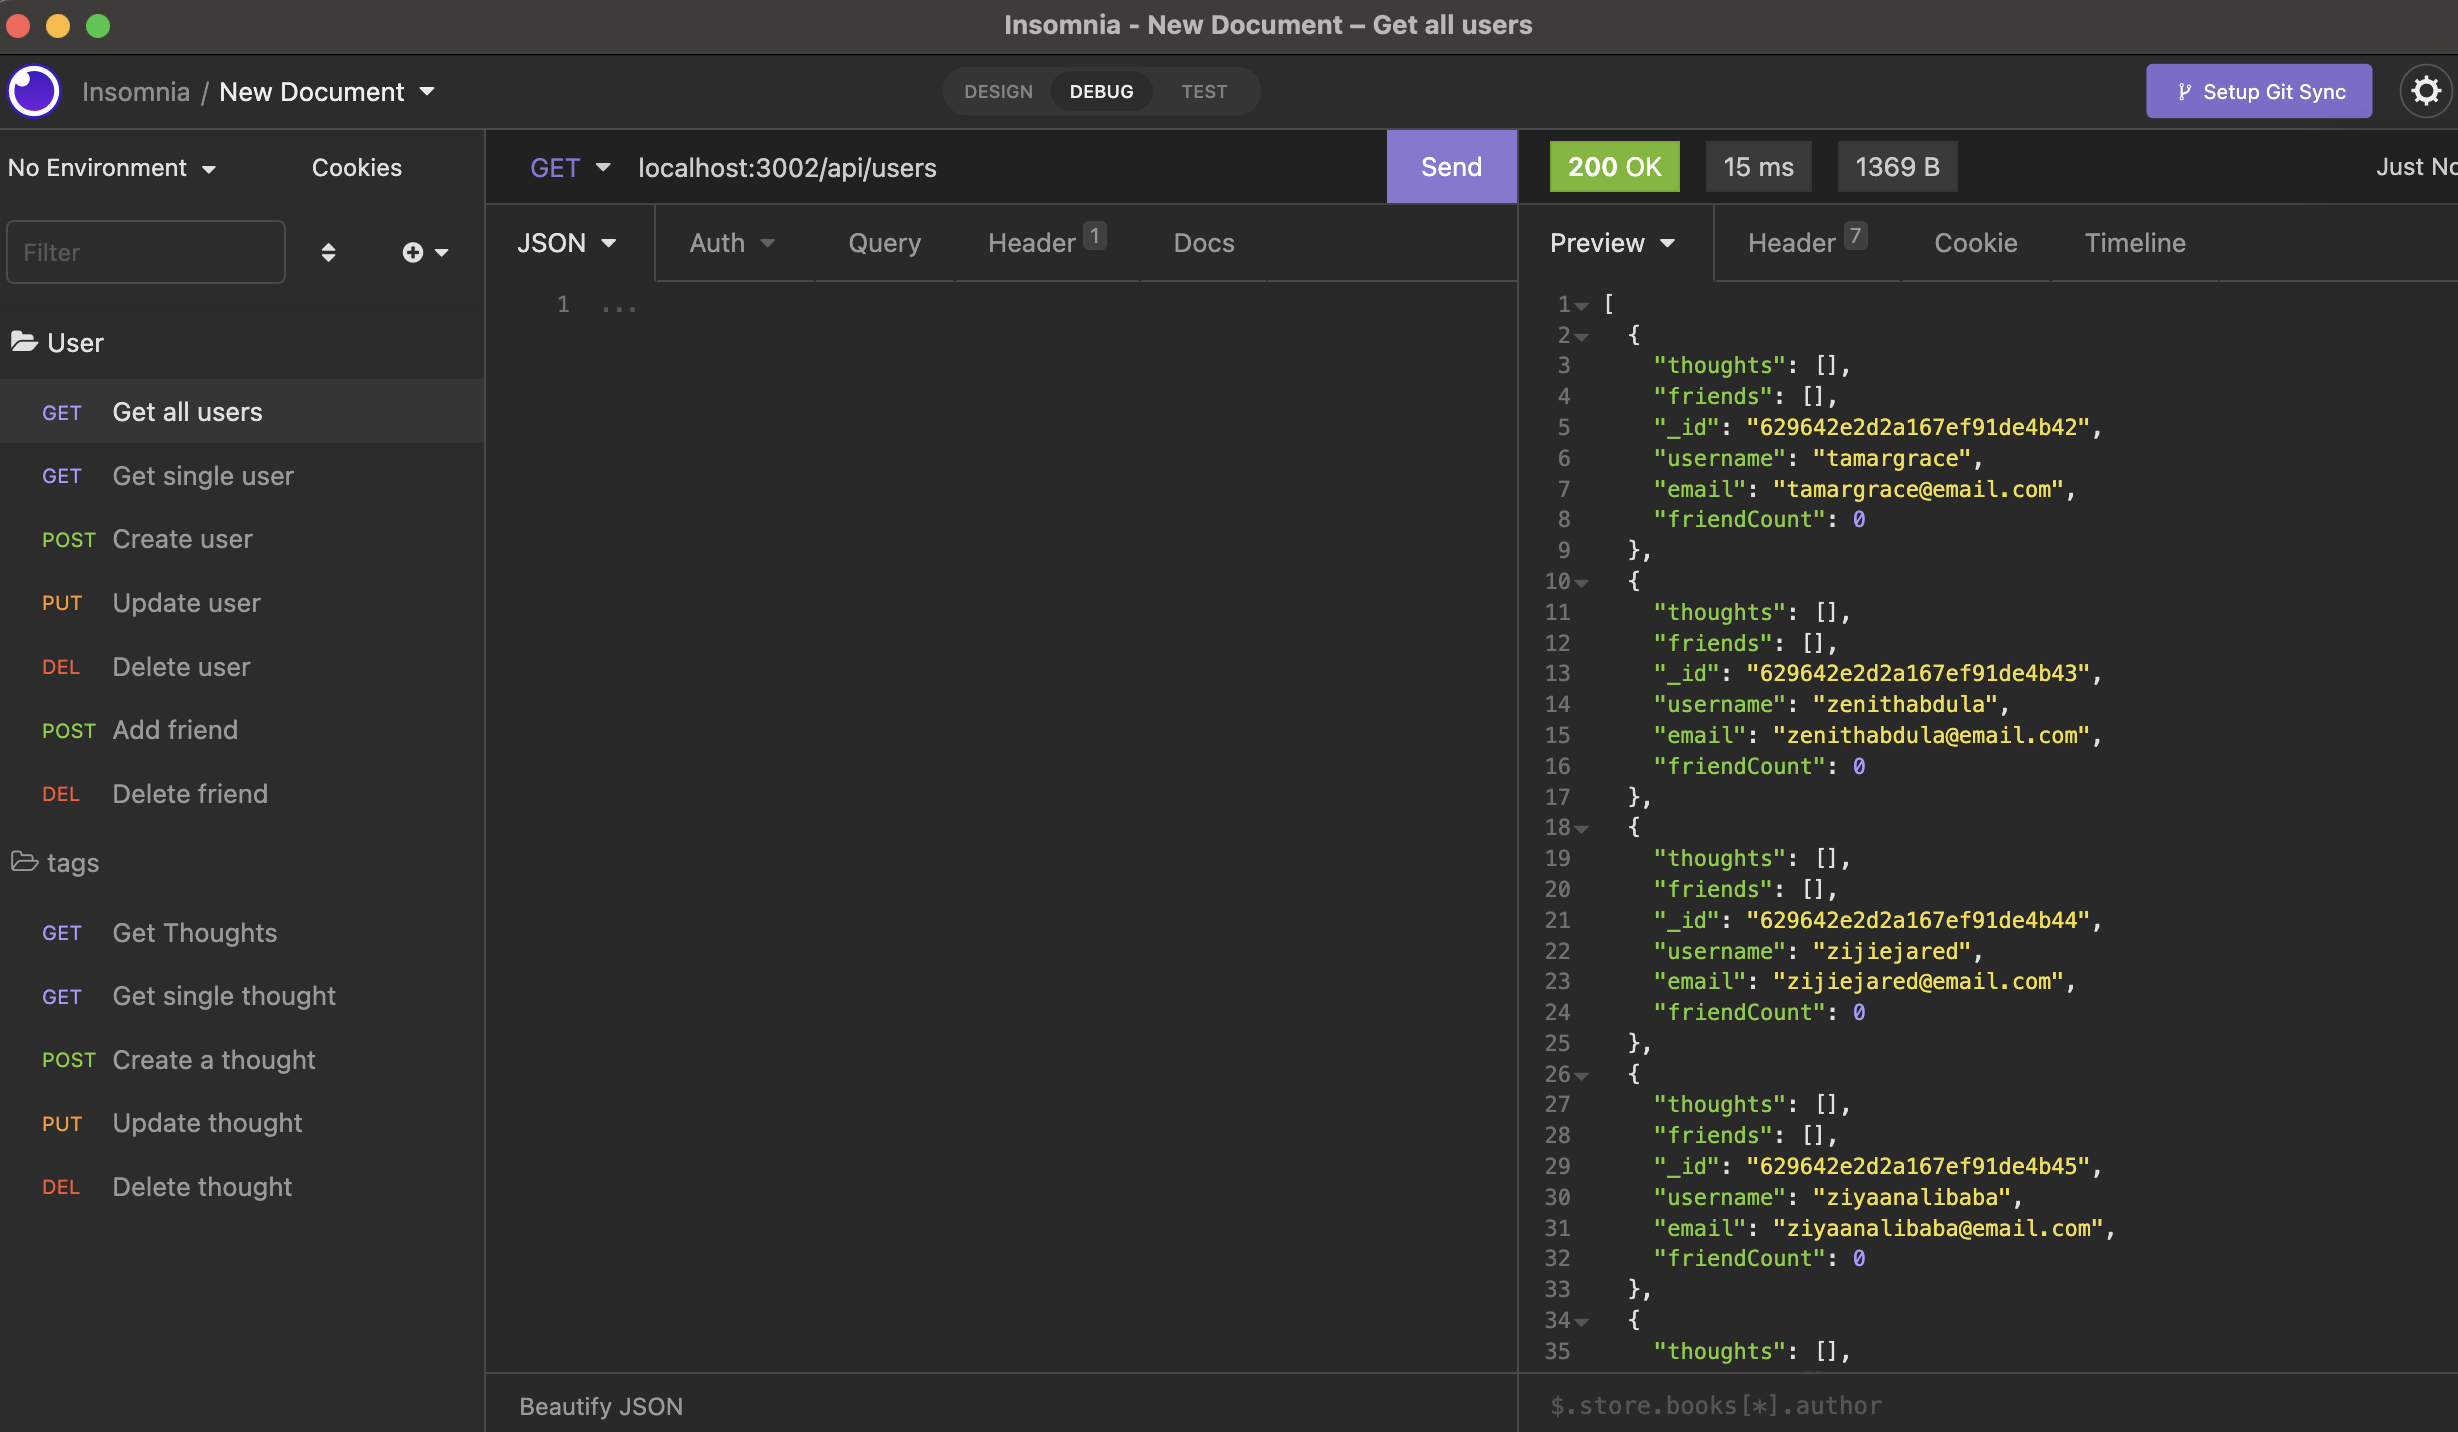 Insomnia - New Document – Get all users
Insomnia / New Document
DESIGN DEBUG TEST
Setup Git Sync
No Environment Cookies
Filter
User
GET Get all users
GET Get single user
POST Create user
PUT Update user
DEL Delete user
POST Add friend
DEL Delete friend
tags
GET Get Thoughts
GET Get single thought
POST Create a thought
PUT Update thought
DEL Delete thought
GET localhost:3002/api/users Send
JSON Auth Query Header 1 Docs
1 ...
Beautify JSON
200 OK 15 ms 1369 B Just No
Preview Header 7 Cookie Timeline
1 [
2 {
3 "thoughts": [],
4 "friends": [],
5 "_id": "629642e2d2a167ef91de4b42",
6 "username": "tamargrace",
7 "email": "tamargrace@email.com",
8 "friendCount": 0
9 },
10 {
11 "thoughts": [],
12 "friends": [],
13 "_id": "629642e2d2a167ef91de4b43",
14 "username": "zenithabdula",
15 "email": "zenithabdula@email.com",
16 "friendCount": 0
17 },
18 {
19 "thoughts": [],
20 "friends": [],
21 "_id": "629642e2d2a167ef91de4b44",
22 "username": "zijiejared",
23 "email": "zijiejared@email.com",
24 "friendCount": 0
25 },
26 {
27 "thoughts": [],
28 "friends": [],
29 "_id": "629642e2d2a167ef91de4b45",
30 "username": "ziyaanalibaba",
31 "email": "ziyaanalibaba@email.com",
32 "friendCount": 0
33 },
34 {
35 "thoughts": [],
$.store.books[*].author